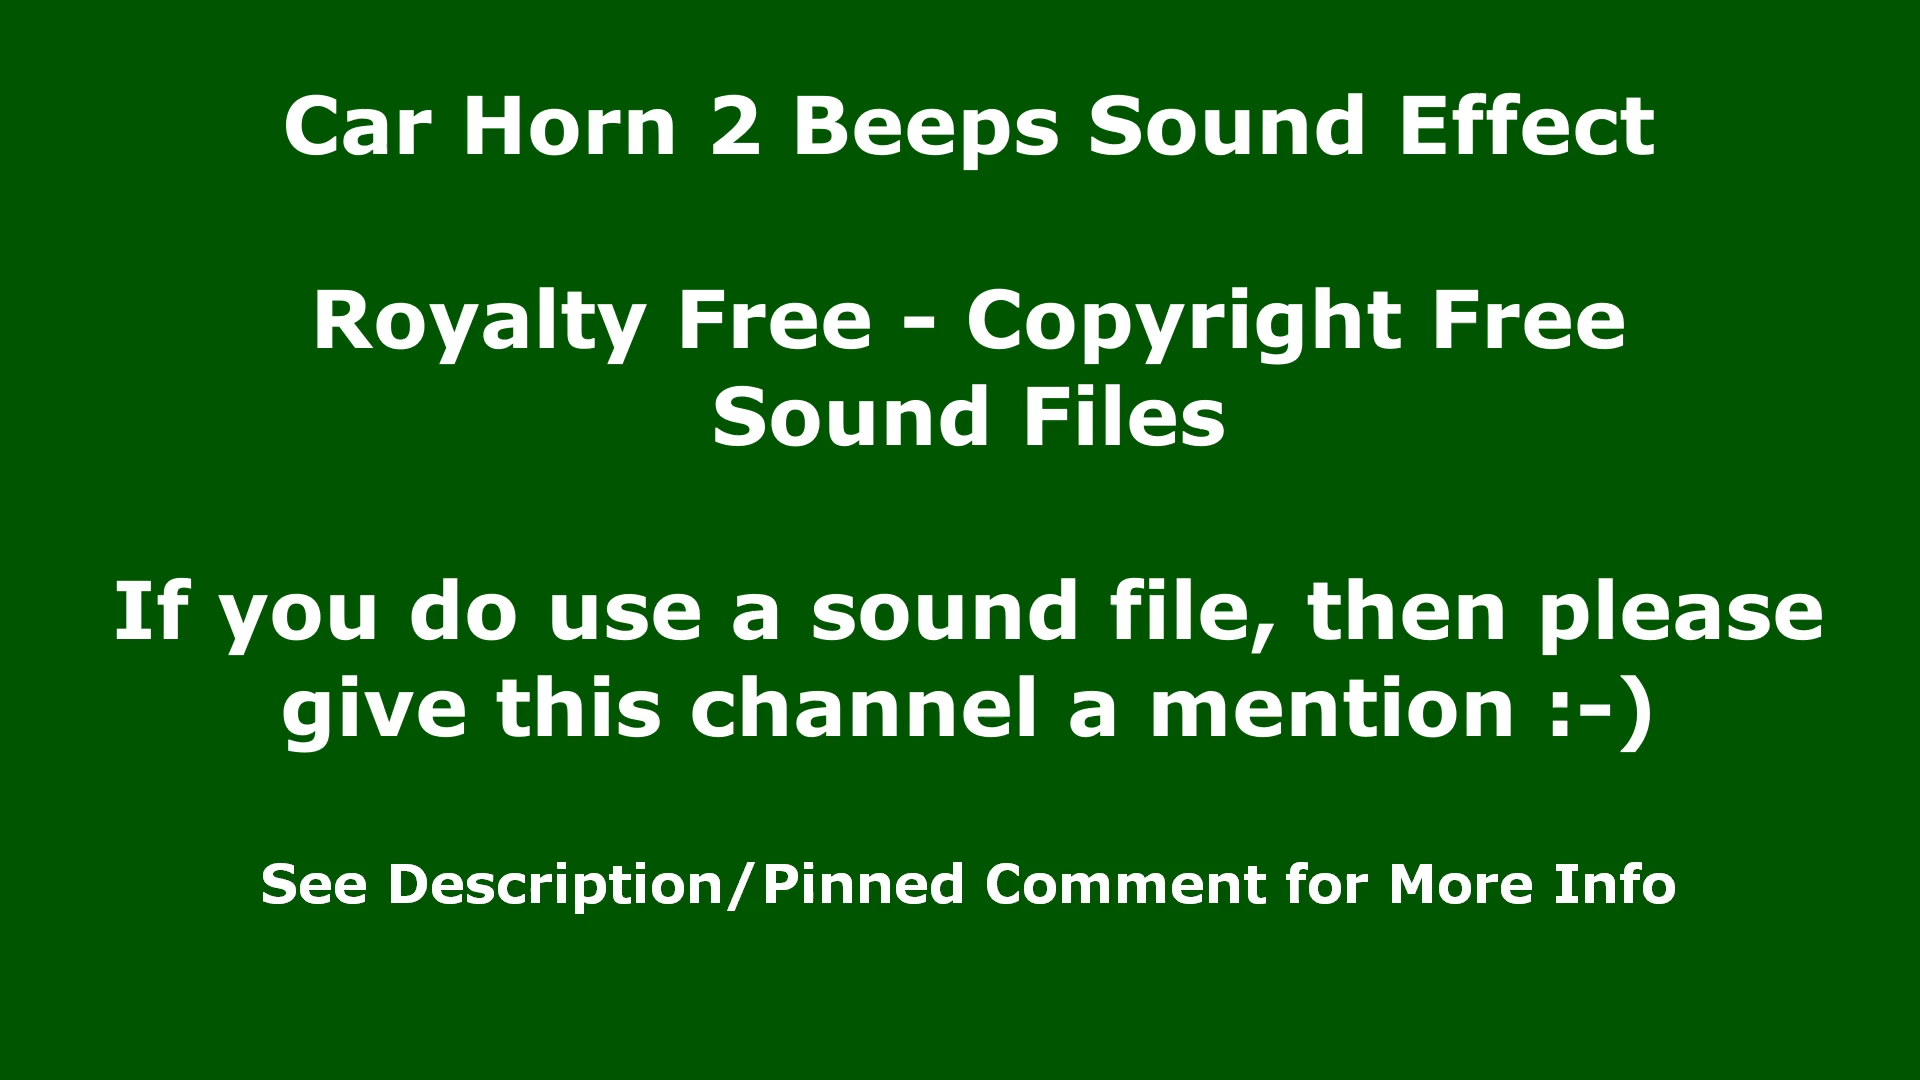 Car Horn 2 Beeps Sound Effect
Royalty Free - Copyright Free
Sound Files
If you do use a sound file, then please
give this channel a mention :-)
See Description/Pinned Comment for More Info